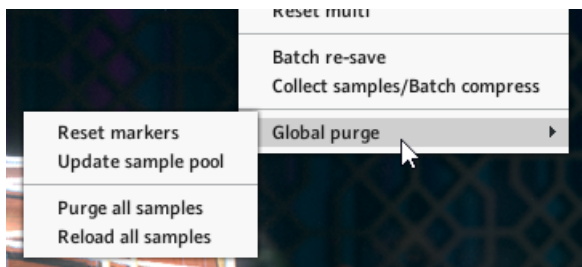 Reset multi
Batch re-save
Collect samples/Batch compress
Global purge
Reset markers
Update sample pool
Purge all samples
Reload all samples